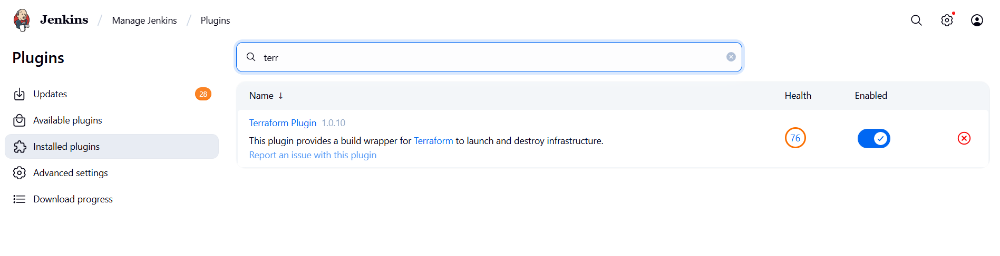 Jenkins / Manage Jenkins / Plugins
Plugins
terr
Updates 28
Available plugins
Installed plugins
Advanced settings
Download progress
Name ↓ Health Enabled
Terraform Plugin 1.0.10
This plugin provides a build wrapper for Terraform to launch and destroy infrastructure.
Report an issue with this plugin
76